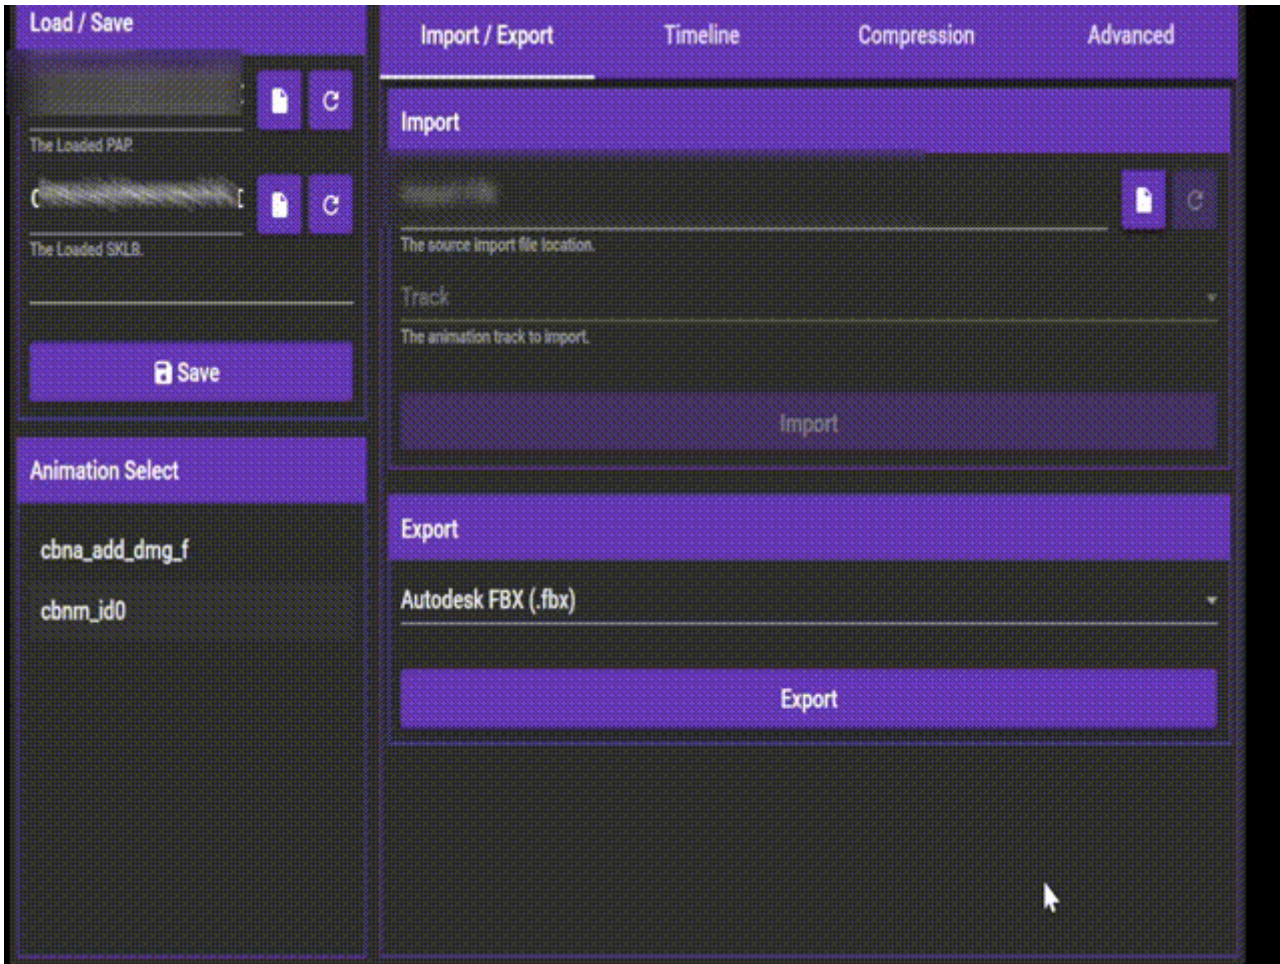 Load / Save
The Loaded PAP.
The Loaded SKLB.
Save
Animation Select
cbna_add_dmg_f
cbnm_id0
Import / Export
Timeline
Compression
Advanced
Import
The source import file location.
Track
The animation track to import.
Import
Export
Autodesk FBX (.fbx)
Export